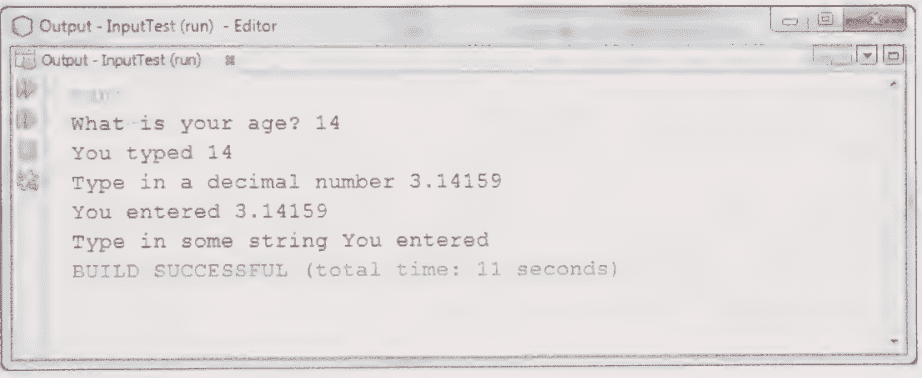 Output - InputTest (run) - Editor
Output - InputTest (run)
What is your age? 14
You typed 14
Type in a decimal number 3.14159
You entered 3.14159
Type in some string You entered
BUILD SUCCESSFUL (total time: 11 seconds)